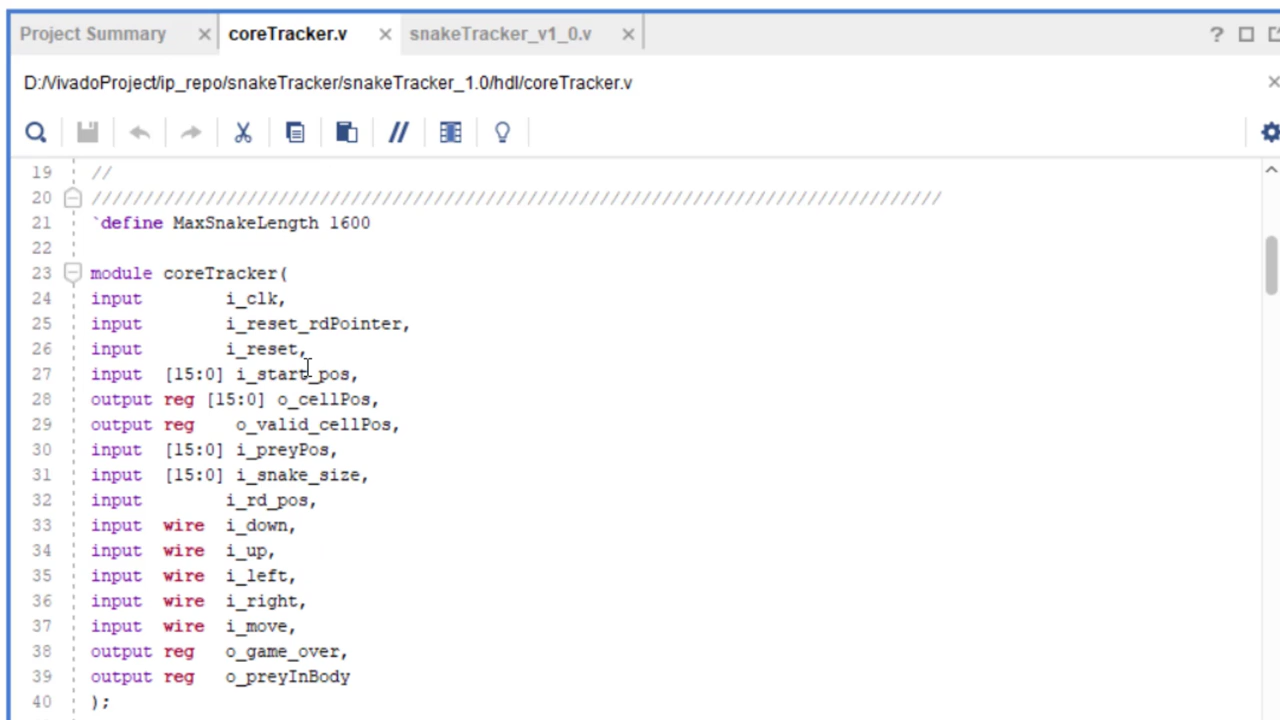 Project Summary coreTracker.v snakeTracker_v1_0.v
D:/VivadoProject/ip_repo/snakeTracker/snakeTracker_1.0/hdl/coreTracker.v
19 //
20 //////////////////////////////////////////////////////////////////////////////////
21 `define MaxSnakeLength 1600
22
23 module coreTracker(
24 input i_clk,
25 input i_reset_rdPointer,
26 input i_reset,
27 input [15:0] i_start_pos,
28 output reg [15:0] o_cellPos,
29 output reg o_valid_cellPos,
30 input [15:0] i_preyPos,
31 input [15:0] i_snake_size,
32 input i_rd_pos,
33 input wire i_down,
34 input wire i_up,
35 input wire i_left,
36 input wire i_right,
37 input wire i_move,
38 output reg o_game_over,
39 output reg o_preyInBody
40 );